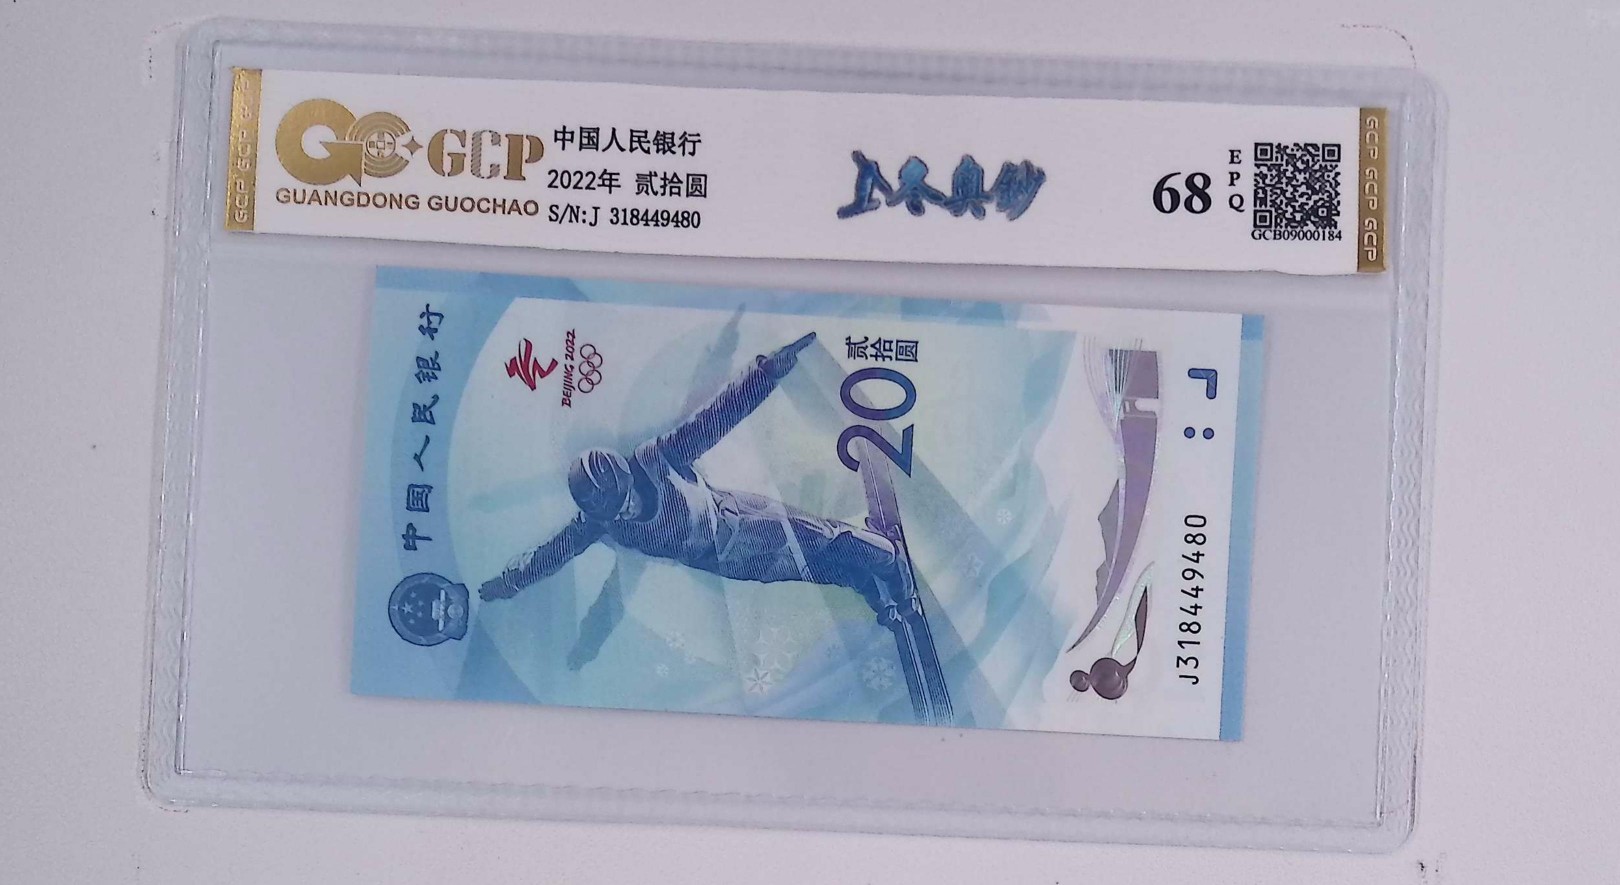 GCP GCP GCP
GCP
GUANGDONG GUOCHAO
中国人民银行
2022年 贰拾圆
S/N:J 318449480
冬奥钞
68
EPQ
GCB09000184
GCP GCP GCP
中国人民银行
BEIJING 2022
贰拾圆
20
J318449480